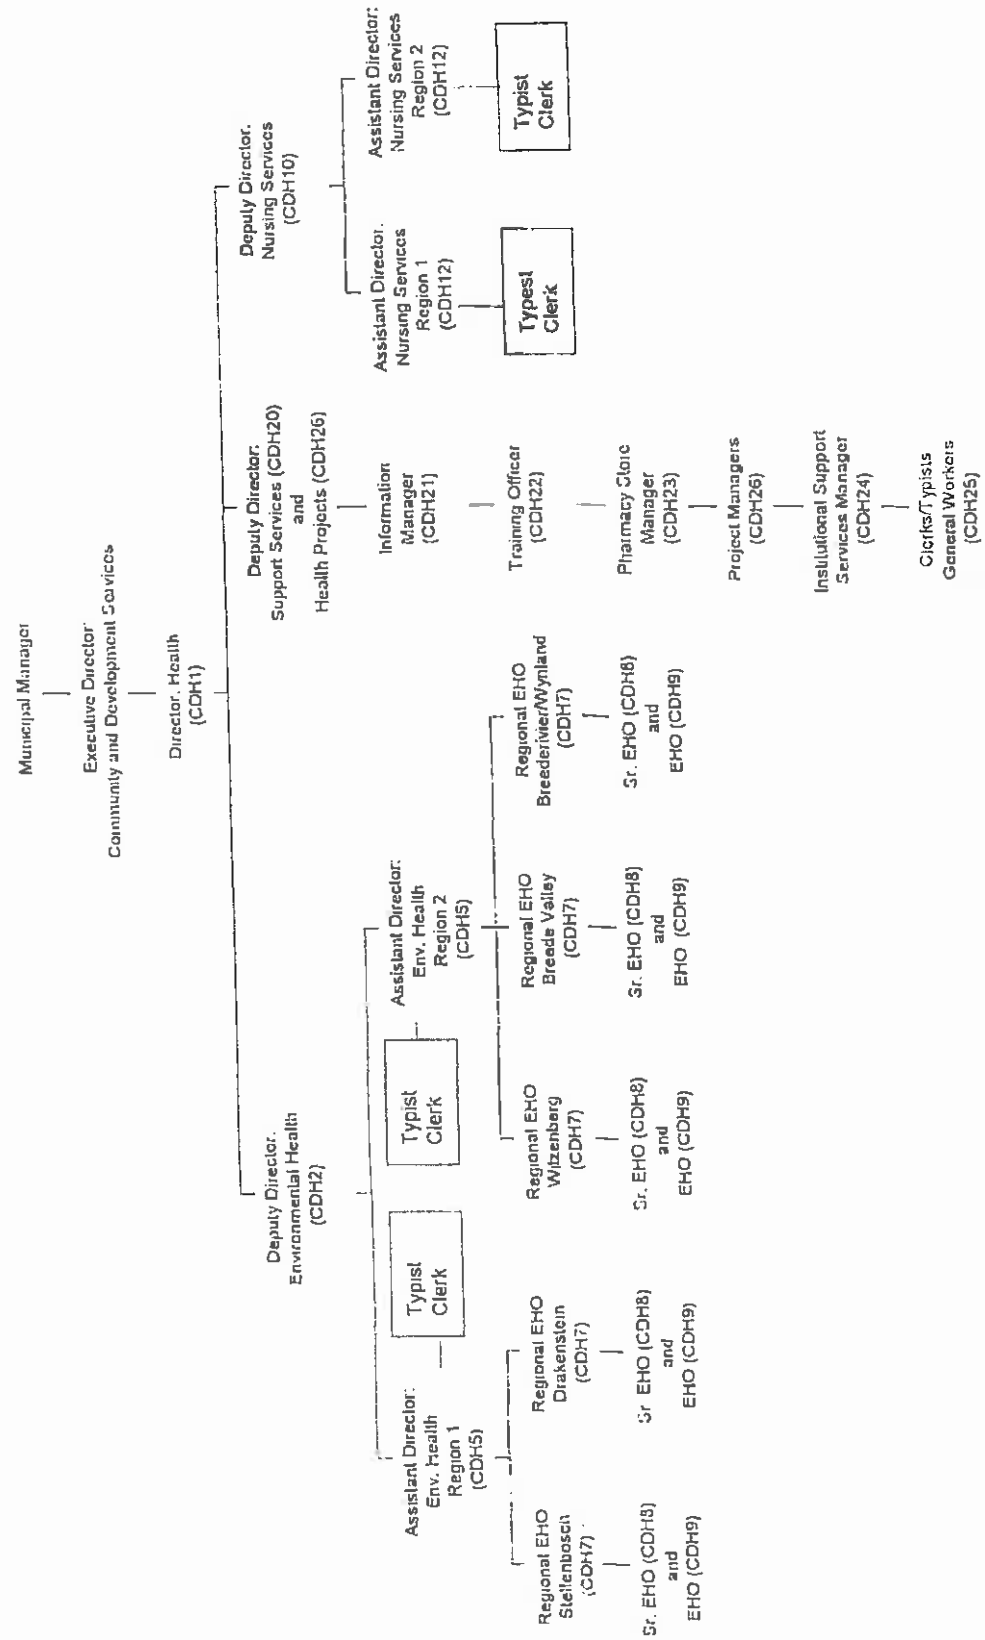 Municipal Manager
Executive Director
Community and Development Services
Director. Health
(CDH1)
Deputy Director.
Environmental Health
(CDH2)
Assistant Director:
Env. Health
Region 1
(CDH5)
Typist
Clerk
Typist
Clerk
Assistant Director:
Env. Health
Region 2
(CDH5)
Regional EHO
Stellenbosch
(CDH7)
Sr. EHO (CDH8)
and
EHO (CDH9)
Regional EHO
Drakenstein
(CDH7)
Sr EHO (CDH8)
and
EHO (CDH9)
Regional EHO
Witzenberg
(CDH7)
Sr. EHO (CDH8)
and
EHO (CDH9)
Regional EHO
Breede Valley
(CDH7)
Sr. EHO (CDH8)
and
EHO (CDH9)
Regional EHO
Breederivier/Wynland
(CDH7)
Sr. EHO (CDH8)
and
EHO (CDH9)
Deputy Director:
Support Services (CDH20)
and
Health Projects (CDH26)
Information
Manager
(CDH21)
Training Officer
(CDH22)
Pharmacy Store
Manager
(CDH23)
Project Managers
(CDH26)
Institutional Support
Services Manager
(CDH24)
Clerks/Typists
General Workers
(CDH25)
Deputy Director.
Nursing Services
(CDH10)
Assistant Director.
Nursing Services
Region 1
(CDH12)
Typest
Clerk
Assistant Director:
Nursing Services
Region 2
(CDH12)
Typist
Clerk